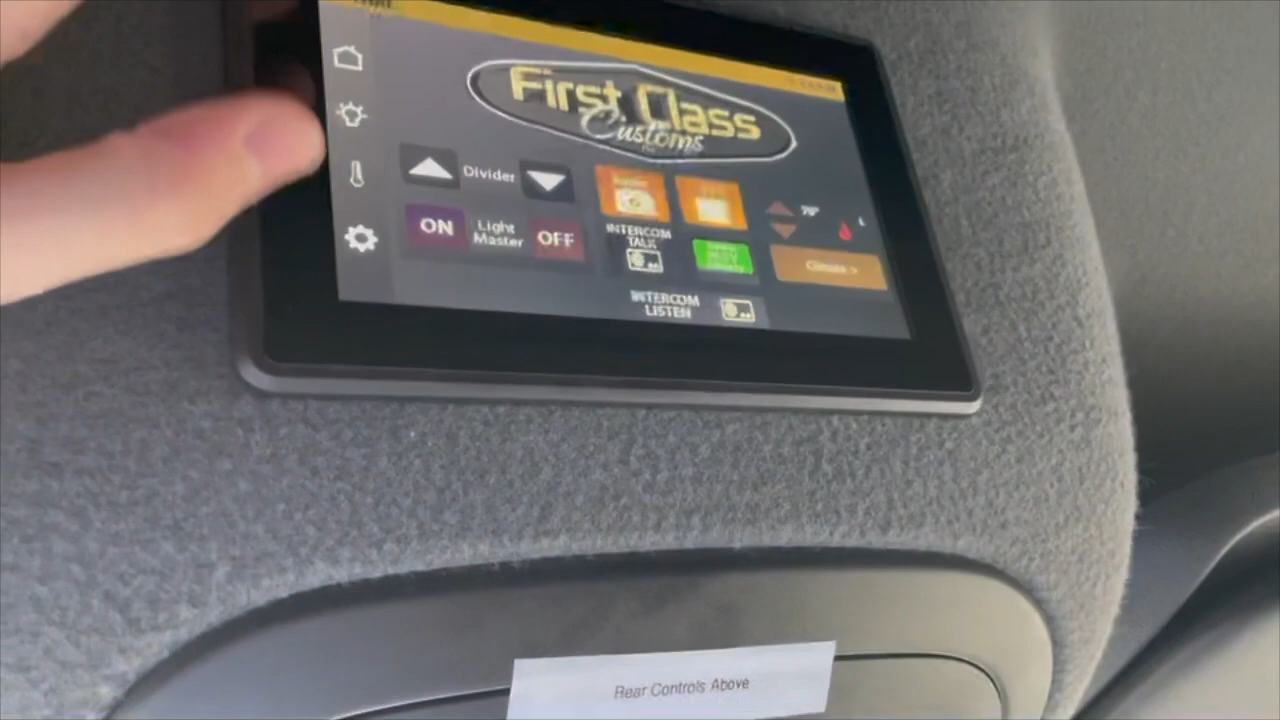 First Class
Customs
Divider
ON
Light
Master
OFF
INTERCOM
TALK
INTERCOM
LISTEN
Climate >
Rear Controls Above